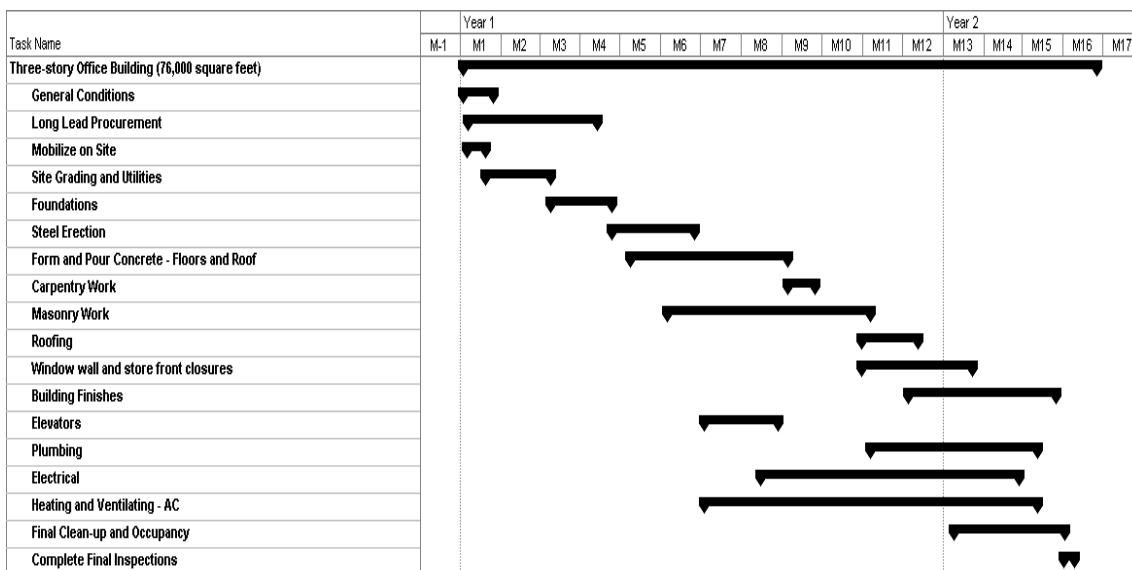 Year 1 Year 2
Task Name M-1 M1 M2 M3 M4 M5 M6 M7 M8 M9 M10 M11 M12 M13 M14 M15 M16 M17
Three-story Office Building (76,000 square feet)
General Conditions
Long Lead Procurement
Mobilize on Site
Site Grading and Utilities
Foundations
Steel Erection
Form and Pour Concrete - Floors and Roof
Carpentry Work
Masonry Work
Roofing
Window wall and store front closures
Building Finishes
Elevators
Plumbing
Electrical
Heating and Ventilating - AC
Final Clean-up and Occupancy
Complete Final Inspections